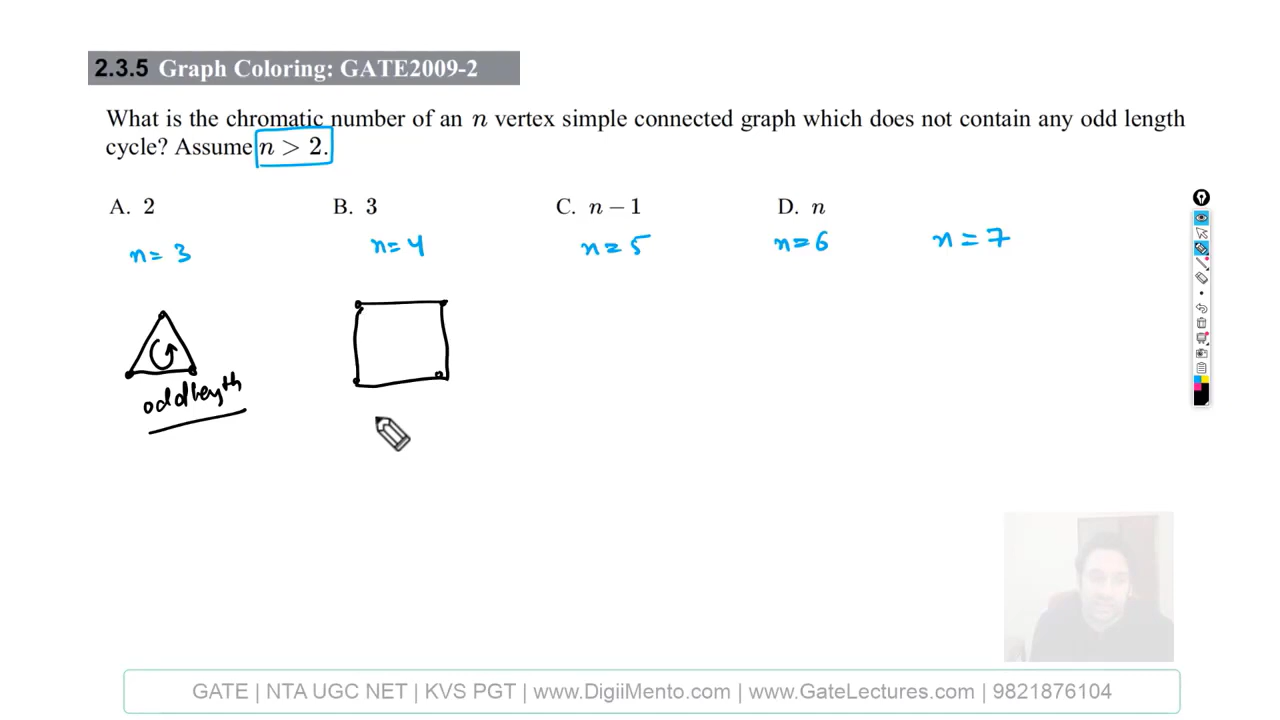 2.3.5 Graph Coloring: GATE2009-2
What is the chromatic number of an n vertex simple connected graph which does not contain any odd length
cycle? Assume n > 2.
A. 2 B. 3 C. n − 1 D. n
n = 3 n = 4 n = 5 n = 6 n = 7
odd length
GATE | NTA UGC NET | KVS PGT | www.DigiiMento.com | www.GateLectures.com | 9821876104